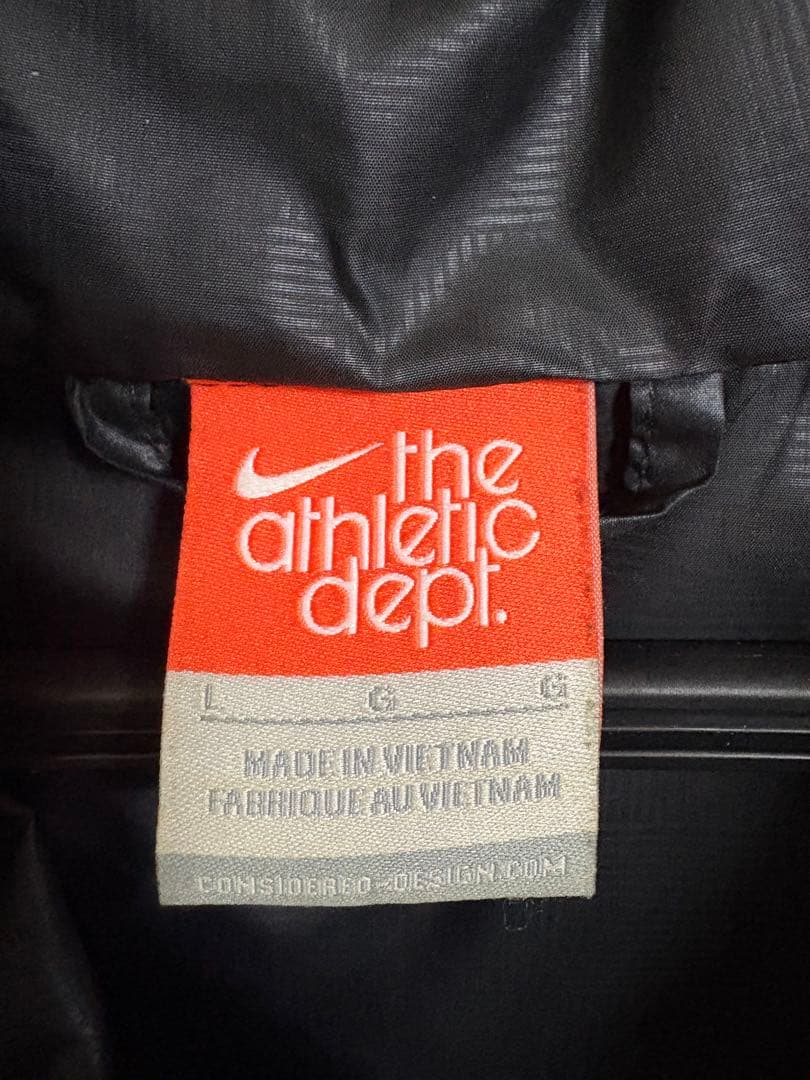 the
athletic
dept.
L G G
MADE IN VIETNAM
FABRIQUE AU VIETNAM
CONSIDERED-DESIGN.COM